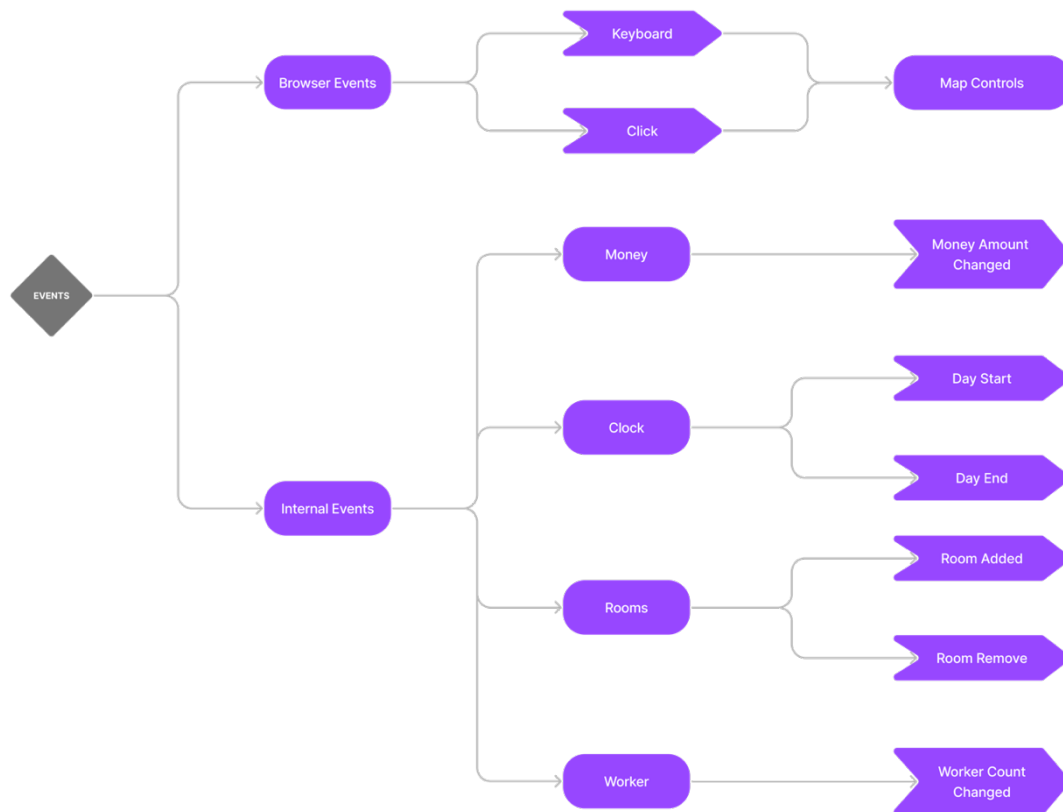 Keyboard
Browser Events
Map Controls
Click
Money Amount
Changed
Money
EVENTS
Day Start
Clock
Day End
Internal Events
Room Added
Rooms
Room Remove
Worker Count
Changed
Worker